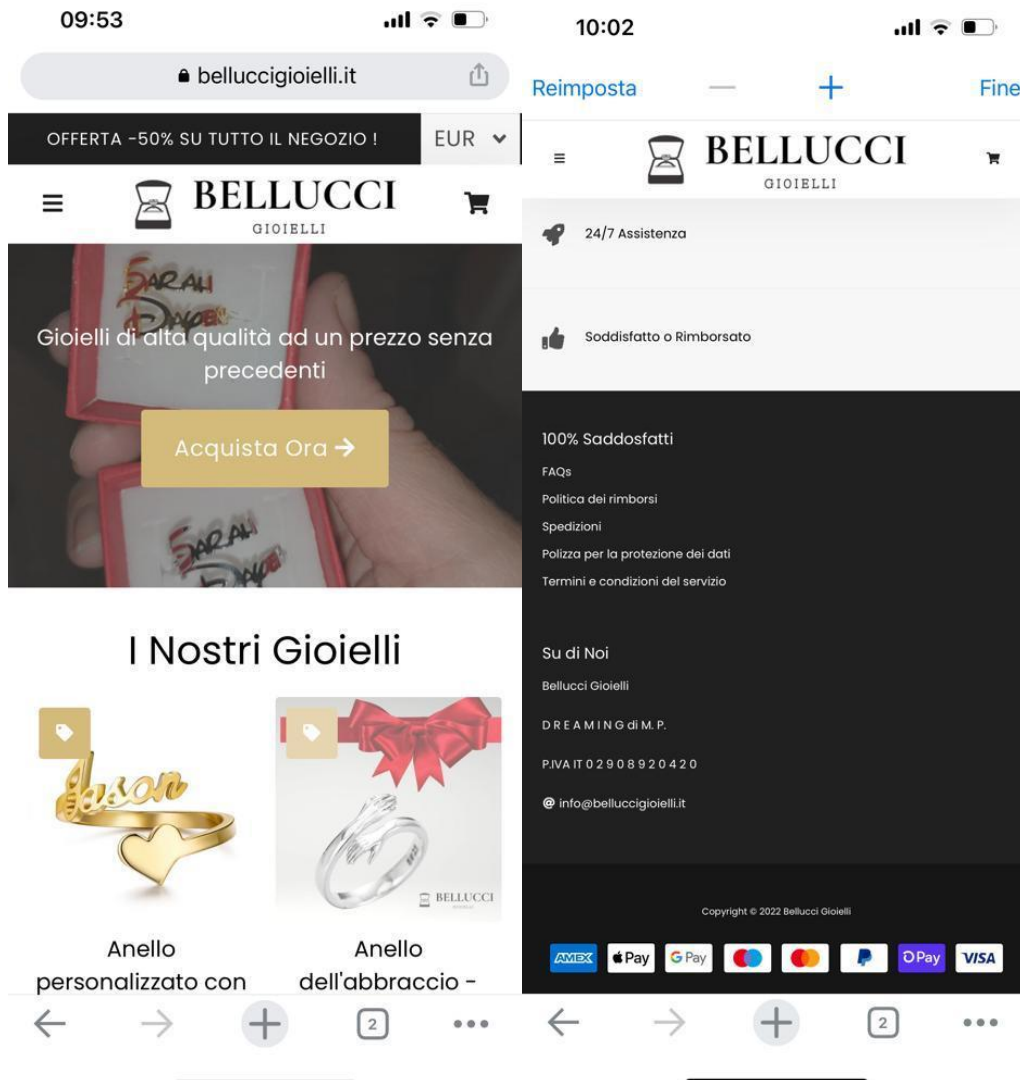 09:53
belluccigioielli.it
OFFERTA -50% SU TUTTO IL NEGOZIO !
EUR
BELLUCCI
GIOIELLI
SARAH
Gioielli di alta qualità ad un prezzo senza
precedenti
Acquista Ora →
SARAH
I Nostri Gioielli
Jason
BELLUCCI
Anello
personalizzato con
Anello
dell'abbraccio -
2
10:02
Reimposta
Fine
BELLUCCI
GIOIELLI
24/7 Assistenza
Soddisfatto o Rimborsato
100% Saddosfatti
FAQs
Politica dei rimborsi
Spedizioni
Polizza per la protezione dei dati
Termini e condizioni del servizio
Su di Noi
Bellucci Gioielli
D R E A M I N G di M. P.
P.IVA IT 0 2 9 0 8 9 2 0 4 2 0
@ info@belluccigioielli.it
Copyright © 2022 Bellucci Gioielli
AMEX Pay G Pay PayPal Pay VISA
2